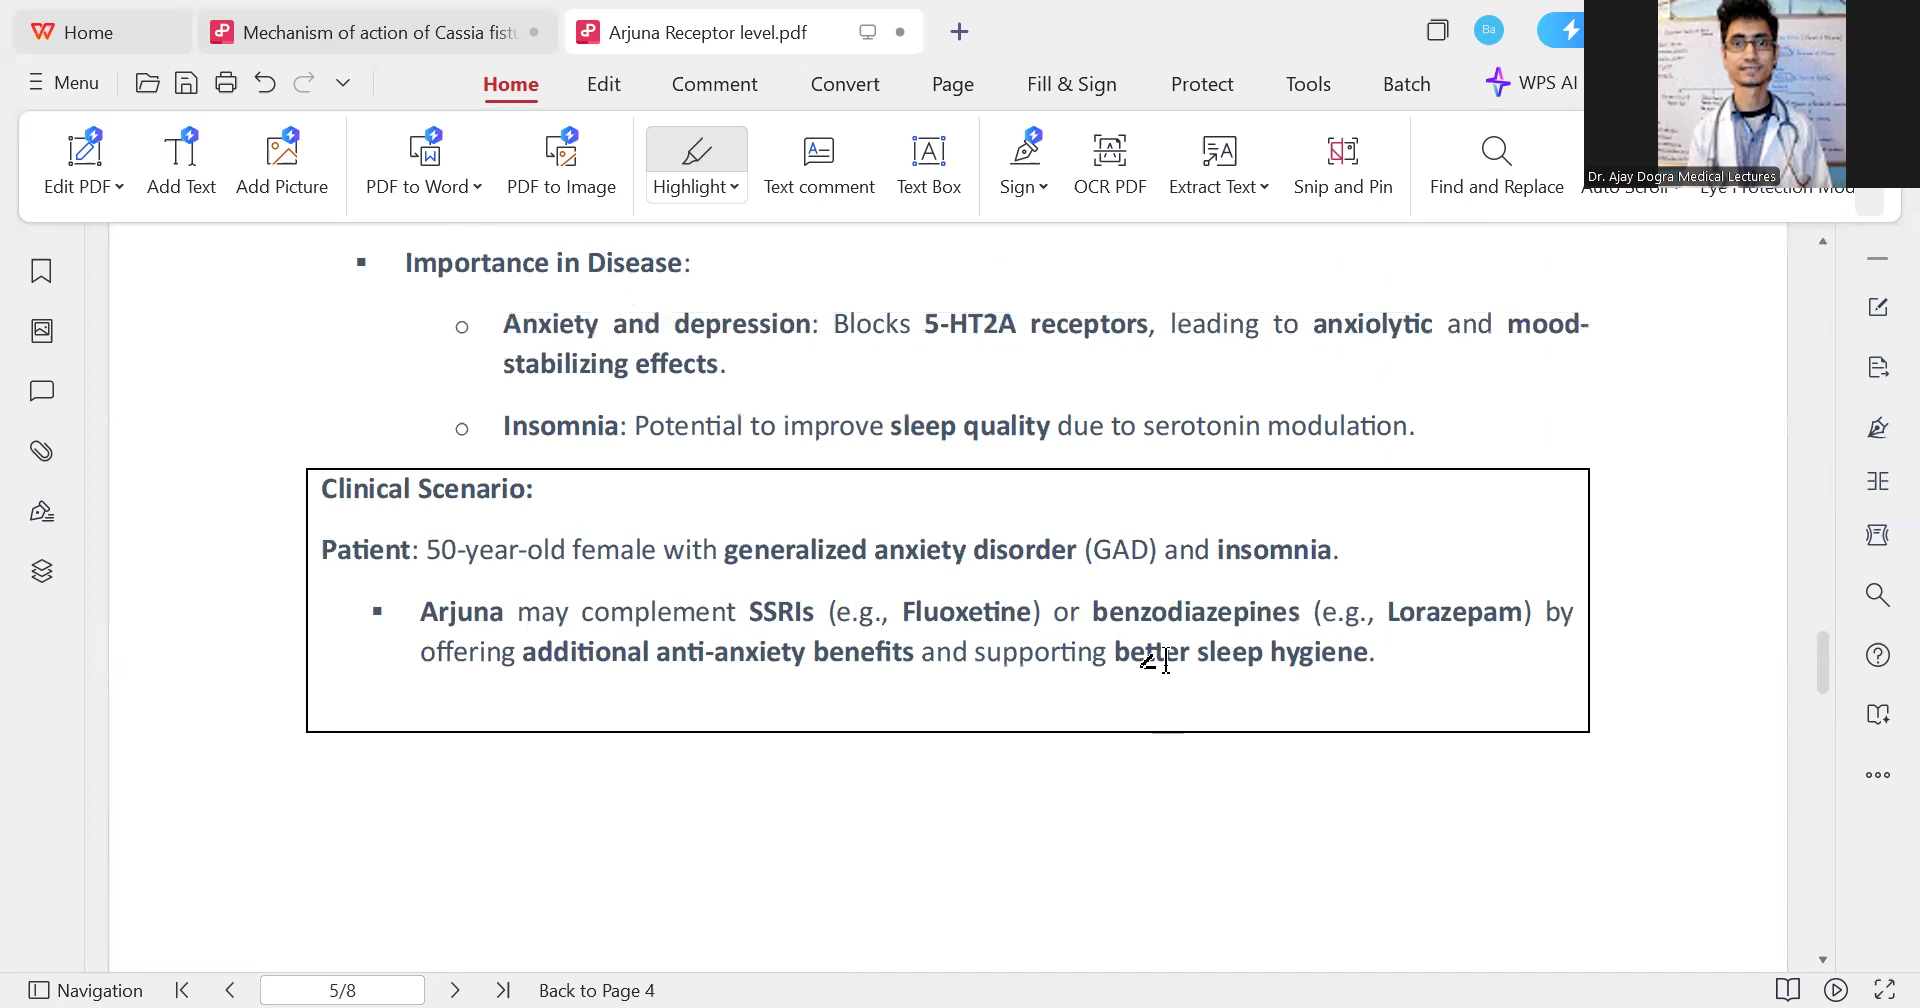 Home
Mechanism of action of Cassia fistu
Arjuna Receptor level.pdf
Ba
Menu
Home
Edit
Comment
Convert
Page
Fill & Sign
Protect
Tools
Batch
WPS AI
Edit PDF
Add Text
Add Picture
PDF to Word
PDF to Image
Highlight
Text comment
Text Box
Sign
OCR PDF
Extract Text
Snip and Pin
Find and Replace
Auto Scroll
Dr. Ajay Dogra Medical Lectures
▪ Importance in Disease:
o Anxiety and depression: Blocks 5-HT2A receptors, leading to anxiolytic and mood-
stabilizing effects.
o Insomnia: Potential to improve sleep quality due to serotonin modulation.
Clinical Scenario:
Patient: 50-year-old female with generalized anxiety disorder (GAD) and insomnia.
▪ Arjuna may complement SSRIs (e.g., Fluoxetine) or benzodiazepines (e.g., Lorazepam) by
offering additional anti-anxiety benefits and supporting better sleep hygiene.
Navigation
5/8
Back to Page 4